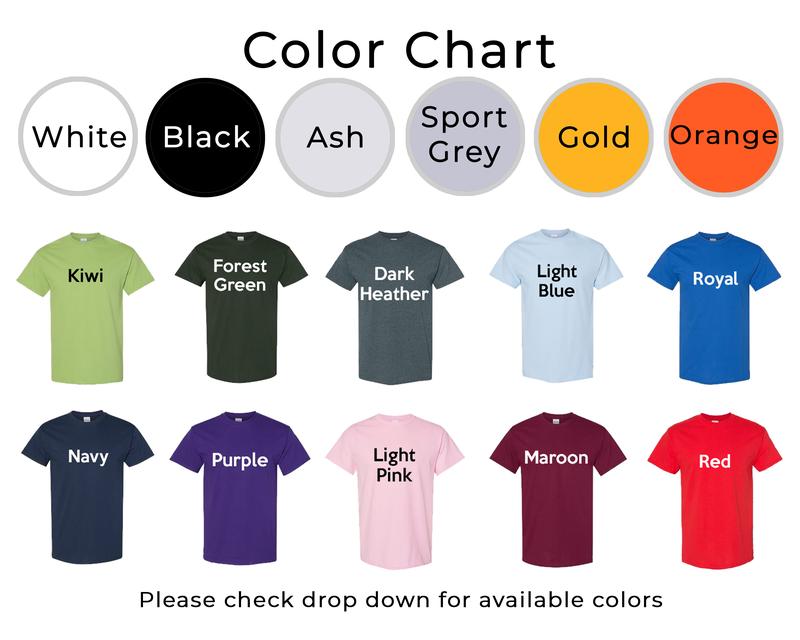 Color Chart
White
Black
Ash
Sport
Grey
Gold
Orange
Kiwi
Forest
Green
Dark
Heather
Light
Blue
Royal
Navy
Purple
Light
Pink
Maroon
Red
Please check drop down for available colors